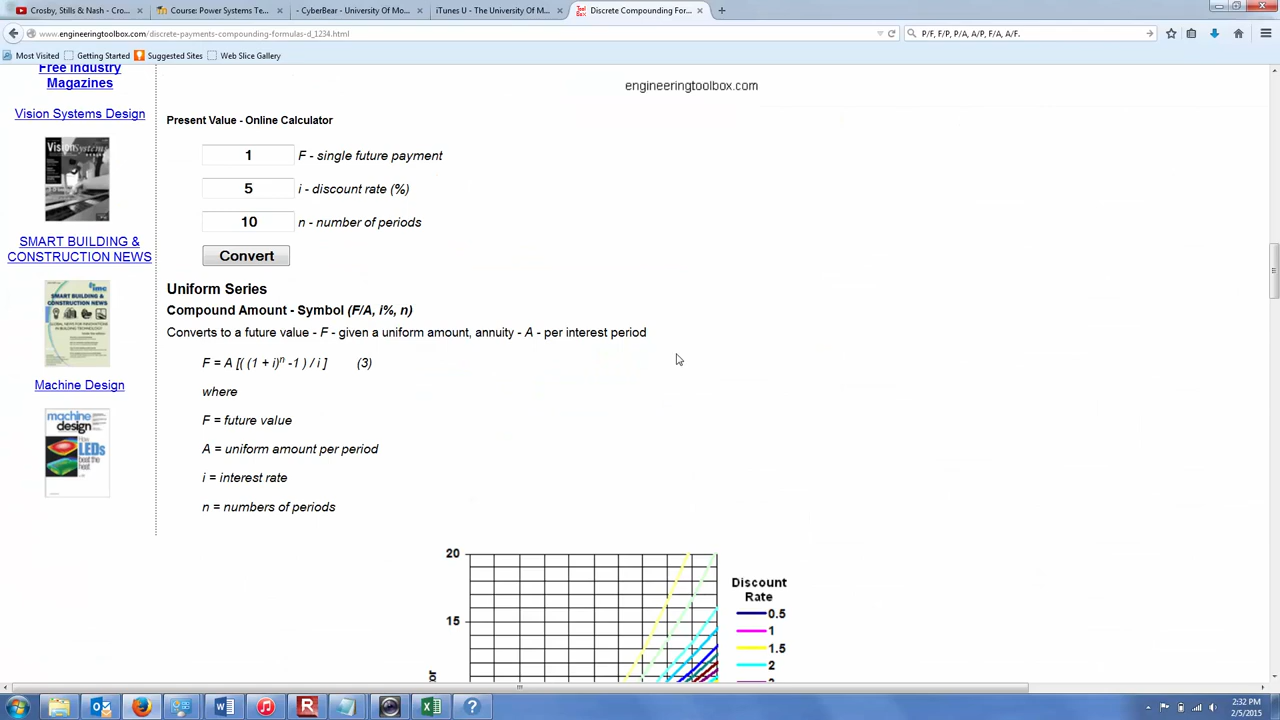 Crosby, Stills & Nash - Cro...
Course: Power Systems Te...
- CyberBear - University Of Mo...
iTunes U - The University Of M...
Discrete Compounding For...
www.engineeringtoolbox.com/discrete-payments-compounding-formulas-d_1234.html
P/F, F/P, P/A, A/P, F/A, A/F.
Most Visited
Getting Started
Suggested Sites
Web Slice Gallery
Free Industry
Magazines
Vision Systems Design
SMART BUILDING &
CONSTRUCTION NEWS
Machine Design
machine
design
How
LEDs
beat the
heat
engineeringtoolbox.com
Present Value - Online Calculator
1 F - single future payment
5 i - discount rate (%)
10 n - number of periods
Convert
Uniform Series
Compound Amount - Symbol (F/A, i%, n)
Converts to a future value - F - given a uniform amount, annuity - A - per interest period
F = A [( (1 + i)n -1 ) / i ] (3)
where
F = future value
A = uniform amount per period
i = interest rate
n = numbers of periods
20
15
Discount
Rate
0.5
1
1.5
2
2:32 PM
2/5/2015